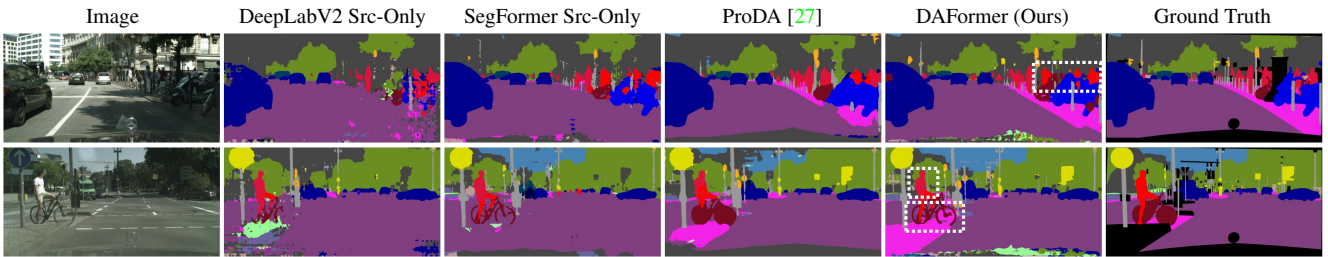 Image DeepLabV2 Src-Only SegFormer Src-Only ProDA [27] DAFormer (Ours) Ground Truth